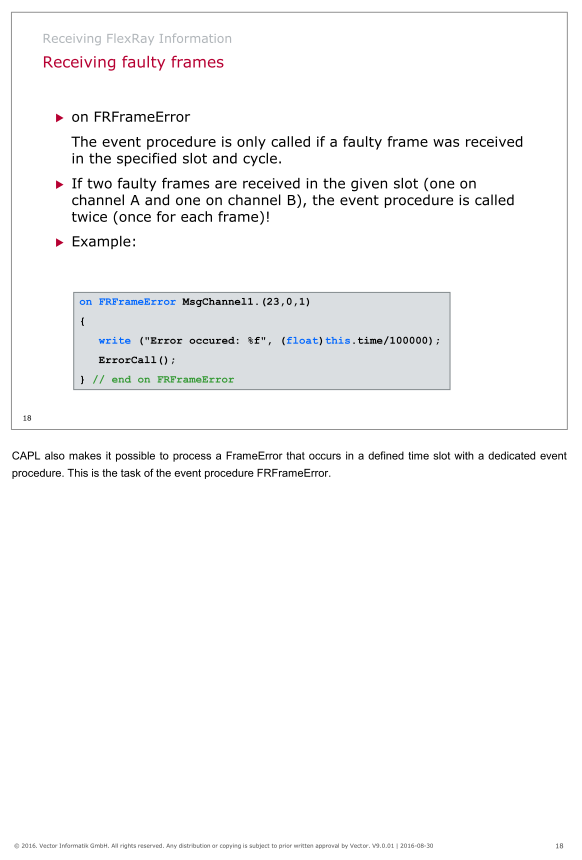 Receiving FlexRay Information
Receiving faulty frames
on FRFrameError
The event procedure is only called if a faulty frame was received
in the specified slot and cycle.
If two faulty frames are received in the given slot (one on
channel A and one on channel B), the event procedure is called
twice (once for each frame)!
Example:
on FRFrameError MsgChannel1.(23,0,1)
{
write ("Error occured: %f", (float)this.time/100000);
ErrorCall();
} // end on FRFrameError
18
CAPL also makes it possible to process a FrameError that occurs in a defined time slot with a dedicated event
procedure. This is the task of the event procedure FRFrameError.
© 2016. Vector Informatik GmbH. All rights reserved. Any distribution or copying is subject to prior written approval by Vector. V9.0.01 | 2016-08-30
18